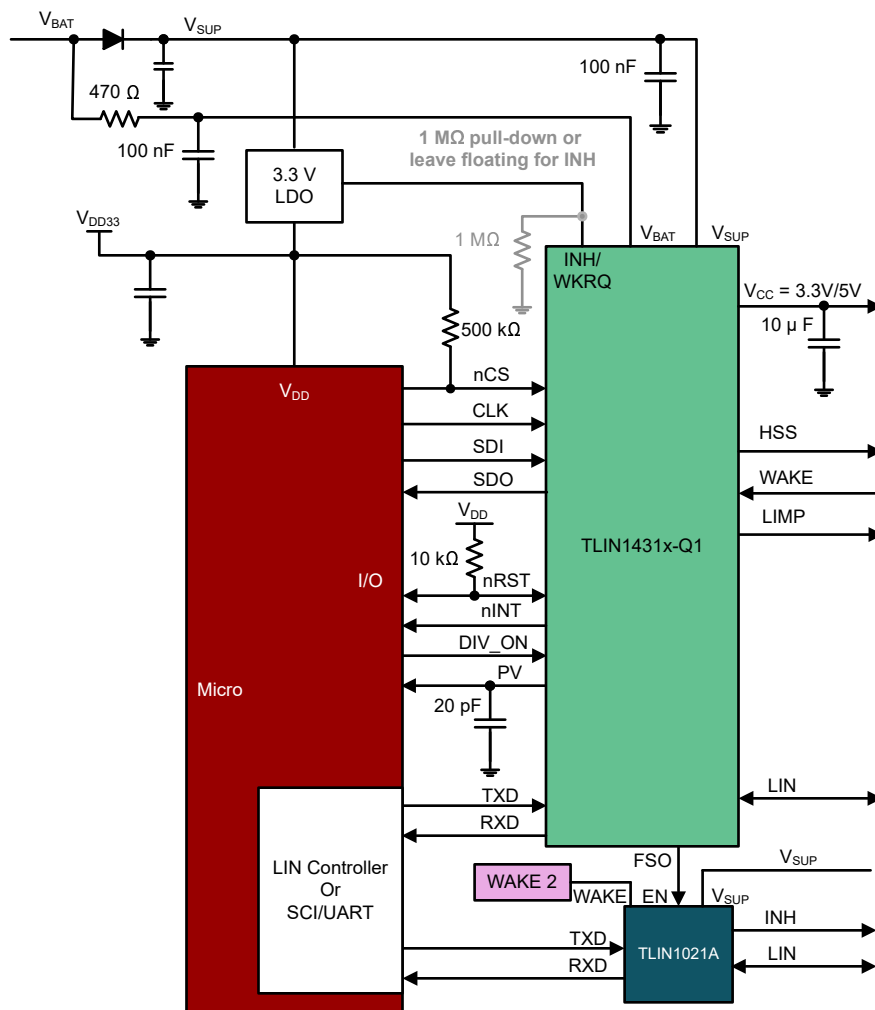 VBAT
VSUP
100 nF
470 Ω
100 nF
1 MΩ pull-down or
leave floating for INH
3.3 V
LDO
VDD33
1 MΩ
VBAT
VSUP
INH/
WKRQ
VCC = 3.3V/5V
10 µ F
500 kΩ
VDD
nCS
CLK
SDI
SDO
HSS
WAKE
LIMP
VDD
10 kΩ
TLIN1431x-Q1
I/O
nRST
nINT
DIV_ON
PV
Micro
20 pF
TXD
RXD
LIN
LIN Controller
Or
SCI/UART
FSO
VSUP
WAKE 2
WAKE
EN
VSUP
INH
TXD
RXD
TLIN1021A
LIN